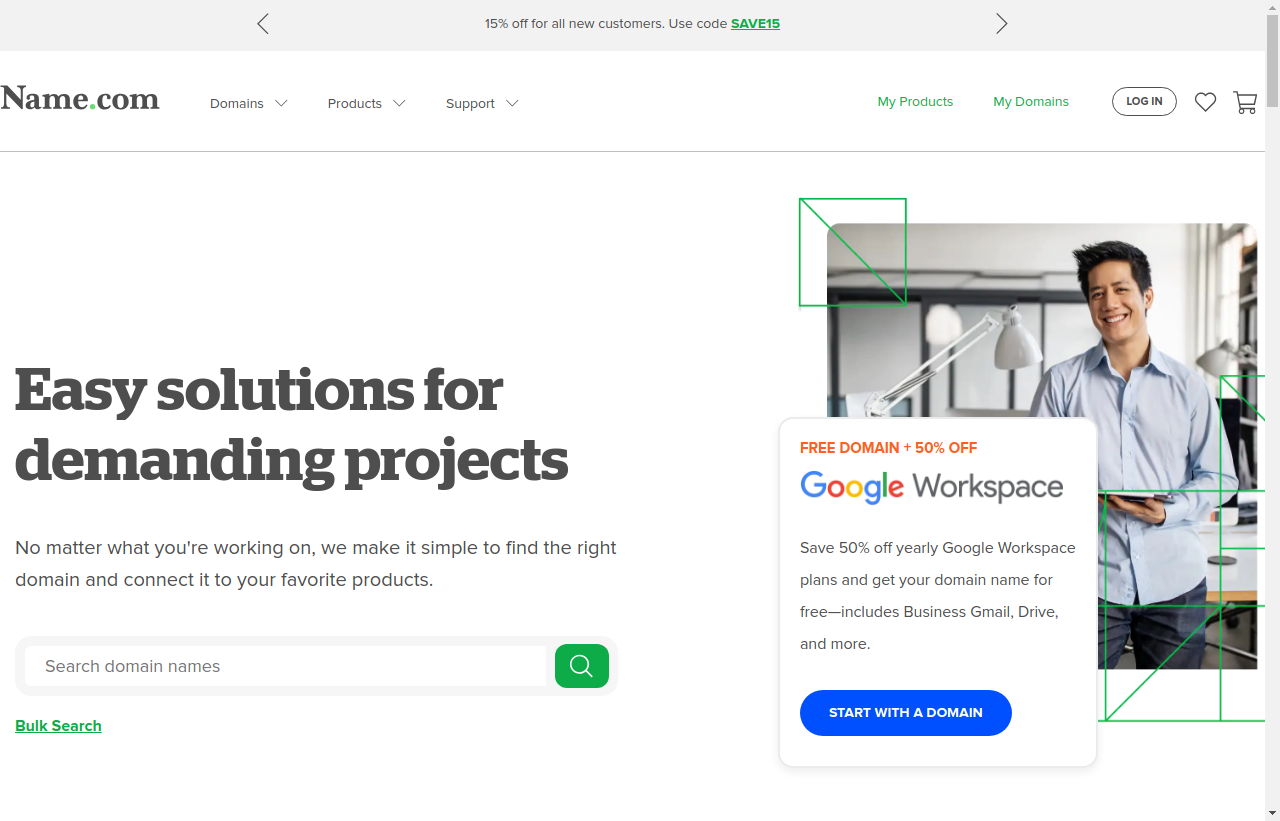 15% off for all new customers. Use code SAVE15
Name.com
Domains
Products
Support
My Products
My Domains
LOG IN
Easy solutions for
demanding projects
No matter what you're working on, we make it simple to find the right
domain and connect it to your favorite products.
Search domain names
Bulk Search
FREE DOMAIN + 50% OFF
Google Workspace
Save 50% off yearly Google Workspace
plans and get your domain name for
free—includes Business Gmail, Drive,
and more.
START WITH A DOMAIN